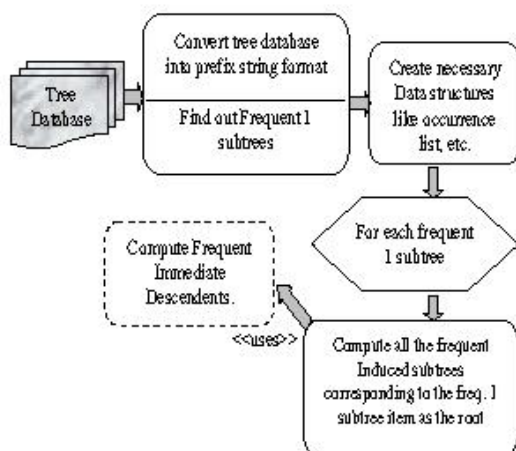 Tree
Database
Convert tree database
into prefix string format
Find out Frequent 1
subtrees
Create necessary
Data structures
like occurrence
list, etc.
For each frequent
1 subtree
Compute Frequent
Immediate
Descendents.
<<uses>>
Compute all the frequent
Induced subtrees
corresponding to the freq. 1
subtree item as the root